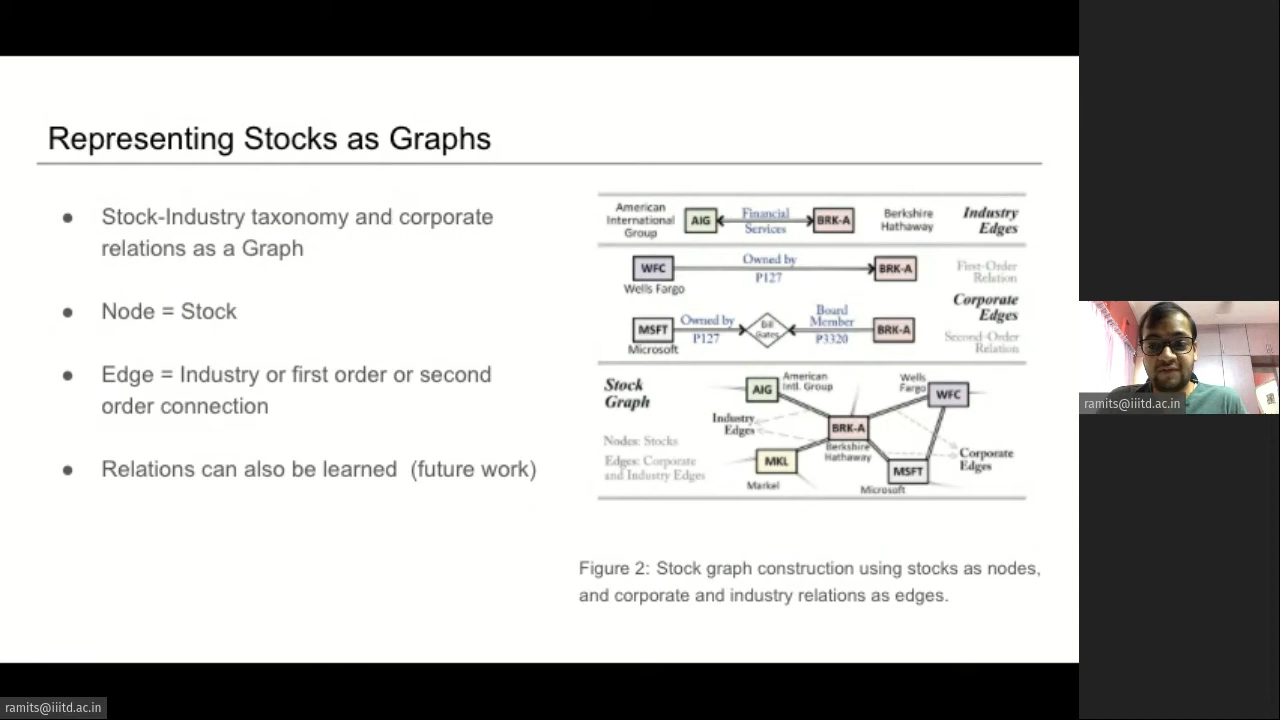 Representing Stocks as Graphs
● Stock-Industry taxonomy and corporate
relations as a Graph
● Node = Stock
● Edge = Industry or first order or second
order connection
● Relations can also be learned (future work)
American
International
Group
AIG
Financial
Services
BRK-A
Berkshire
Hathaway
Industry
Edges
WFC
Wells Fargo
Owned by
P127
BRK-A
First-Order
Relation
Corporate
Edges
MSFT
Microsoft
Owned by
P127
Bill
Gates
Board
Member
P3320
BRK-A
Second-Order
Relation
Stock
Graph
Nodes: Stocks
Edges: Corporate
and Industry Edges
AIG
American
Intl. Group
Wells
Fargo
WFC
Industry
Edges
BRK-A
Berkshire
Hathaway
MKL
Markel
MSFT
Microsoft
Corporate
Edges
Figure 2: Stock graph construction using stocks as nodes,
and corporate and industry relations as edges.
ramits@iiitd.ac.in
ramits@iiitd.ac.in